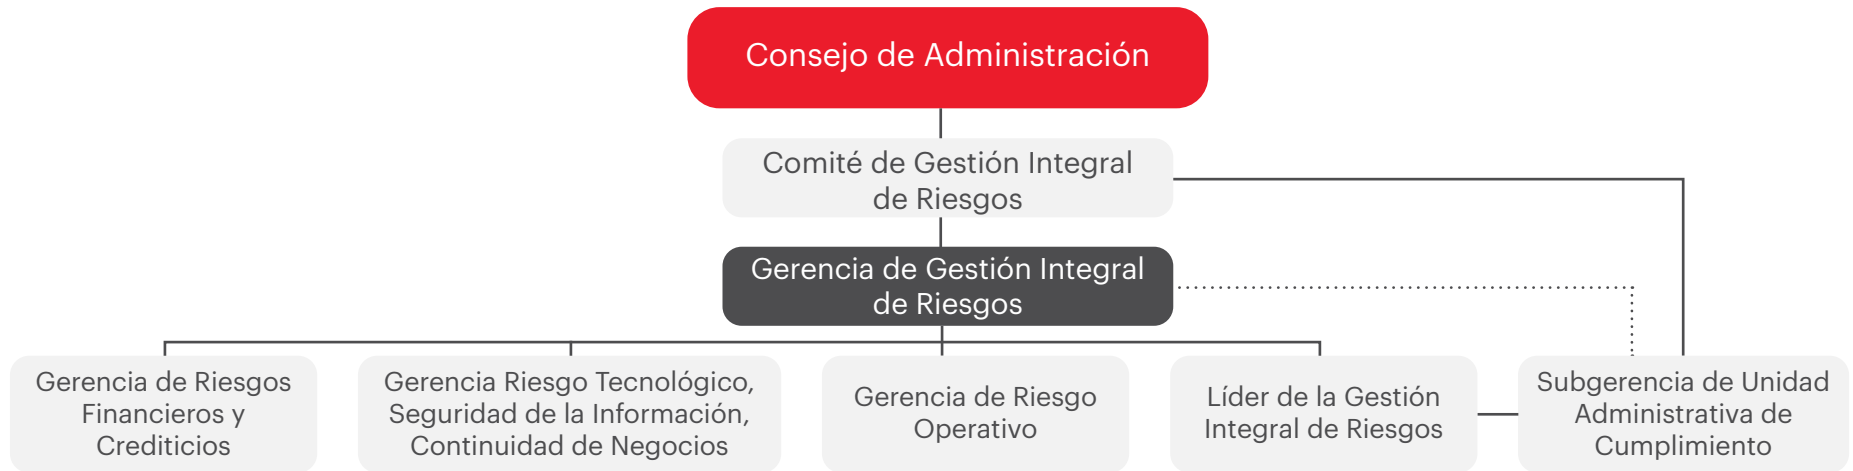 Consejo de Administración
Comité de Gestión Integral
de Riesgos
Gerencia de Gestión Integral
de Riesgos
Gerencia de Riesgos
Financieros y
Crediticios
Gerencia Riesgo Tecnológico,
Seguridad de la Información,
Continuidad de Negocios
Gerencia de Riesgo
Operativo
Líder de la Gestión
Integral de Riesgos
Subgerencia de Unidad
Administrativa de
Cumplimiento